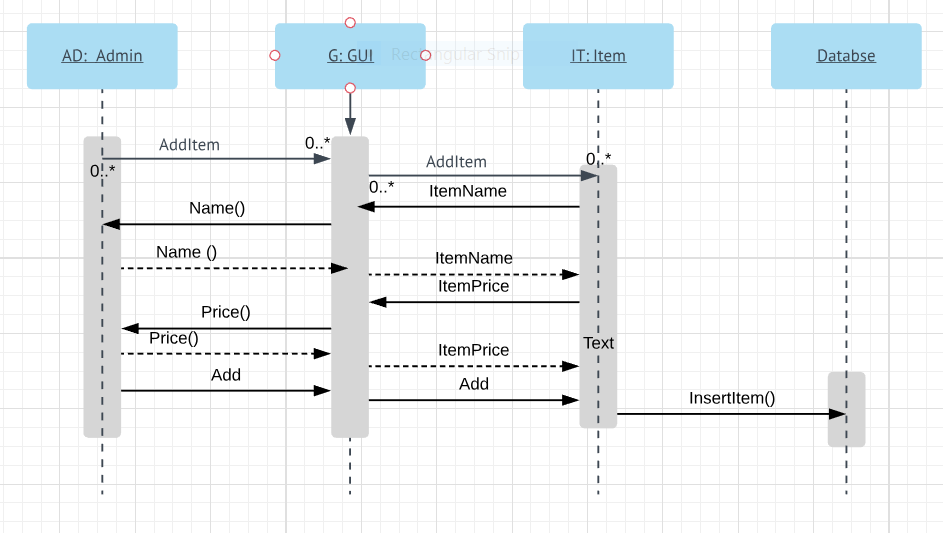 AD:  Admin
G: GUI
Rectangular Snip
IT: Item
Databse
AddItem
0..*
0..*
AddItem
0..*
0..*
ItemName
Name()
Name ()
ItemName
ItemPrice
Price()
Price()
Text
ItemPrice
Add
Add
InsertItem()